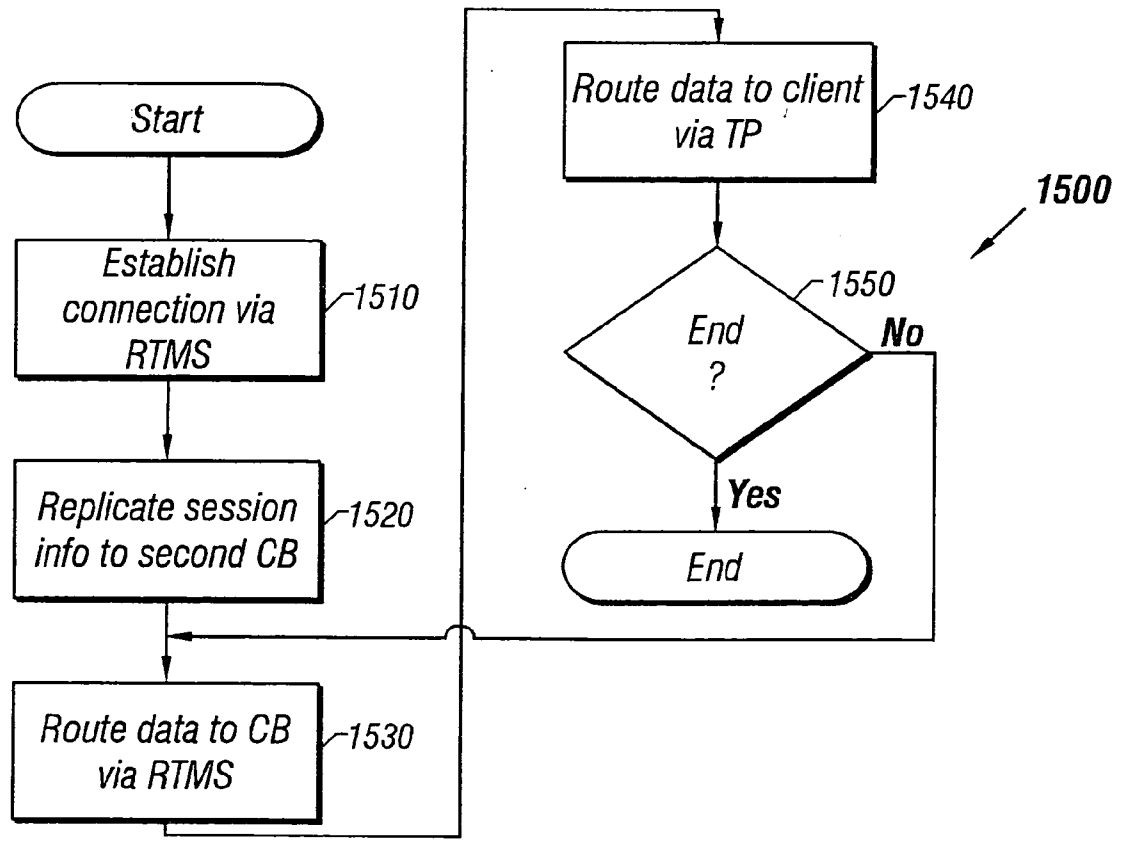 Start
Establish
connection via
RTMS
1510
Replicate session
info to second CB
1520
Route data to CB
via RTMS
1530
Route data to client
via TP
1540
1500
End
?
1550
No
Yes
End